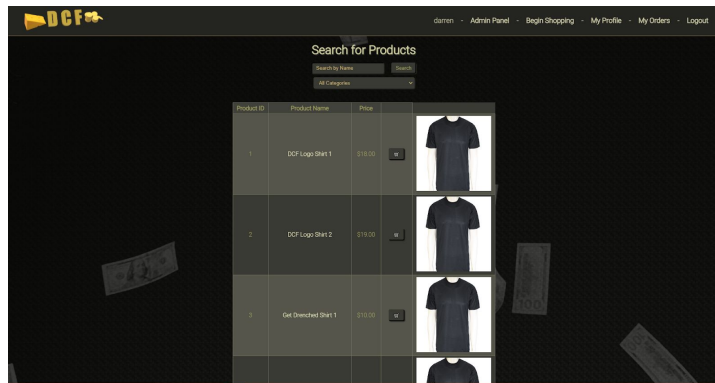 DCF
darren - Admin Panel - Begin Shopping - My Profile - My Orders - Logout
Search for Products
Search by Name Search
All Categories
Product ID Product Name Price
1 DCF Logo Shirt 1 $18.00
2 DCF Logo Shirt 2 $19.00
3 Get Drenched Shirt 1 $10.00
100